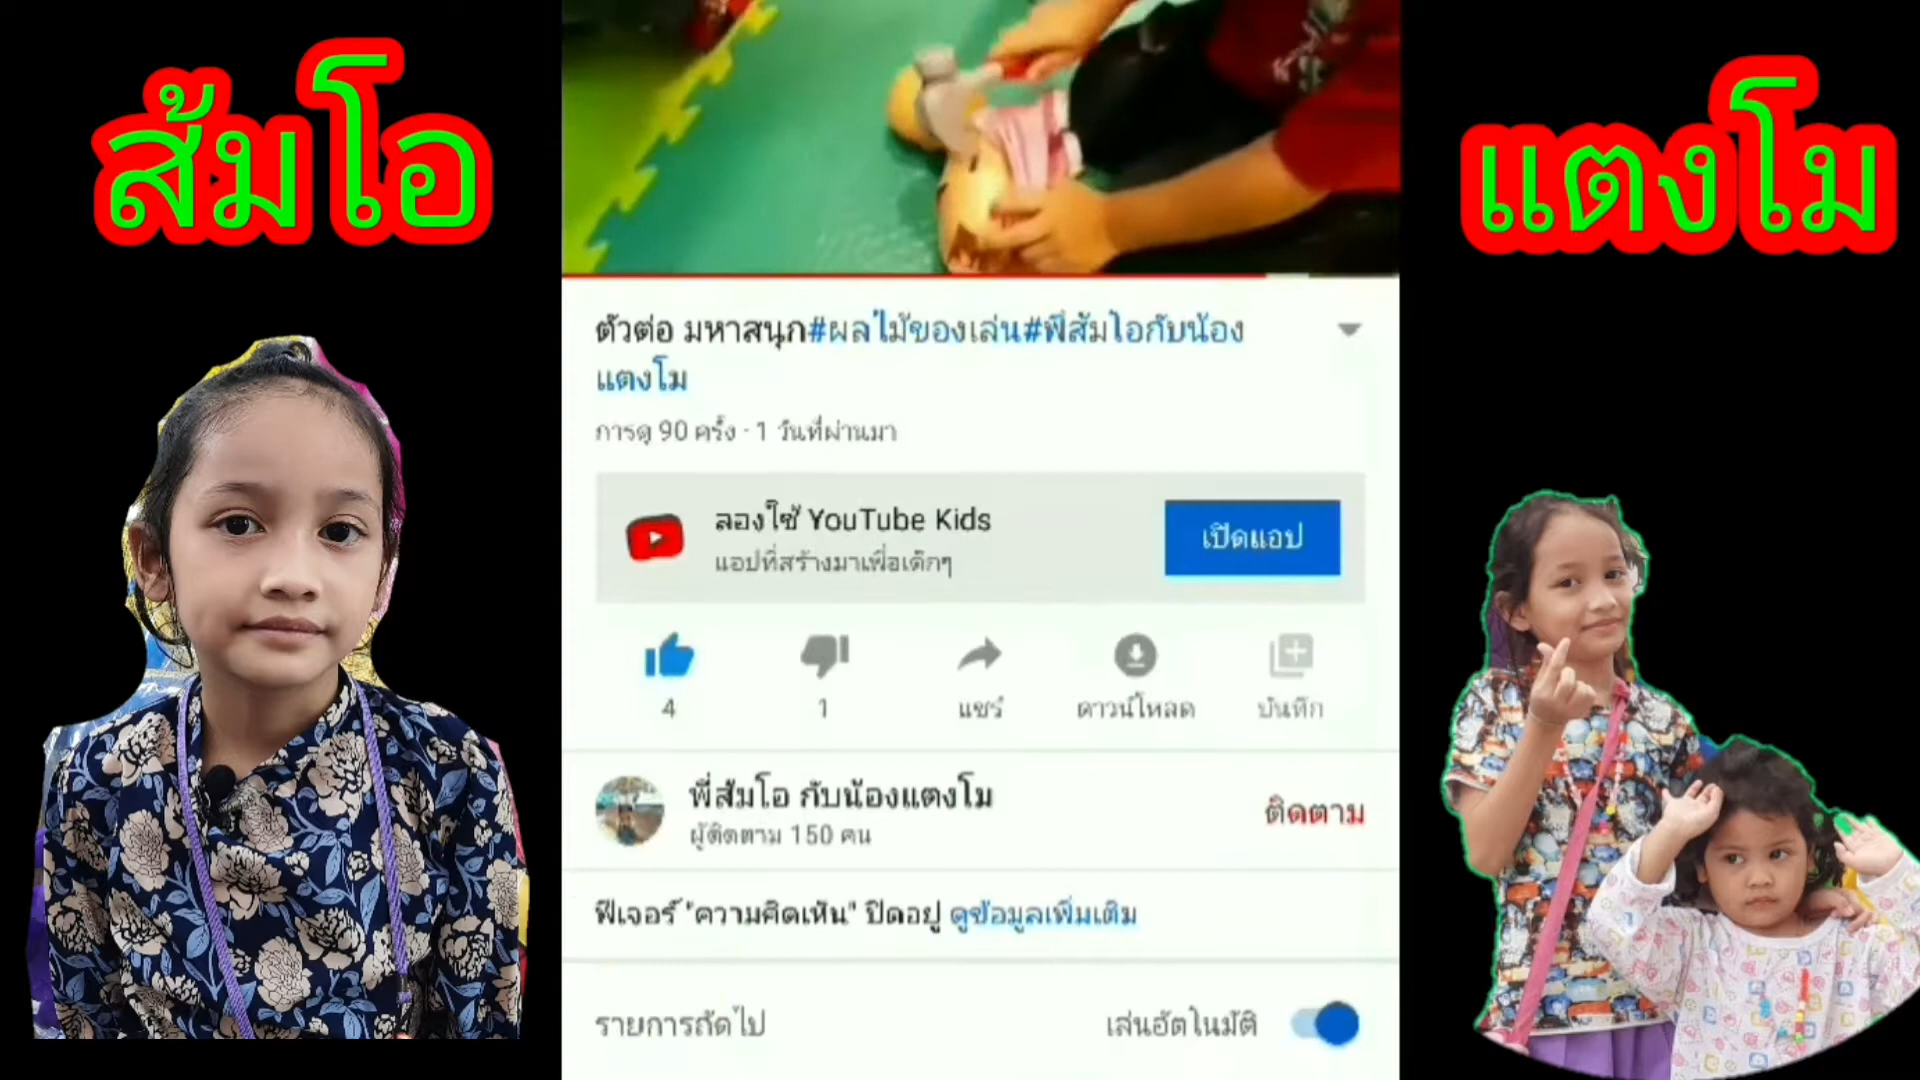 ส้มโอ
แตงโม
ตัวต่อ มหาสนุก#ผลไม้ของเล่น#พี่ส้มโอกับน้อง
แตงโม
การดู 90 ครั้ง · 1 วันที่ผ่านมา
ลองใช้ YouTube Kids
แอปที่สร้างมาเพื่อเด็กๆ
เปิดแอป
4
1
แชร์
ดาวน์โหลด
บันทึก
พี่ส้มโอ กับน้องแตงโม
ผู้ติดตาม 150 คน
ติดตาม
ฟีเจอร์ "ความคิดเห็น" ปิดอยู่ ดูข้อมูลเพิ่มเติม
รายการถัดไป
เล่นอัตโนมัติ